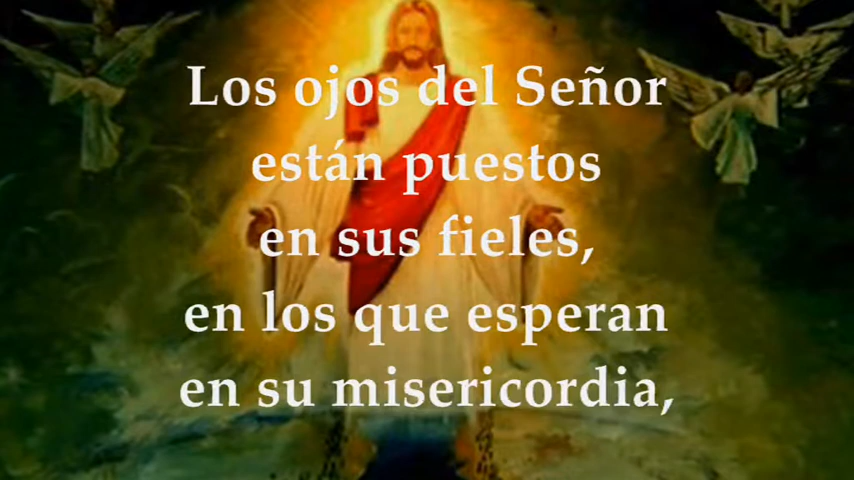 Los ojos del Señor
están puestos
en sus fieles,
en los que esperan
en su misericordia,